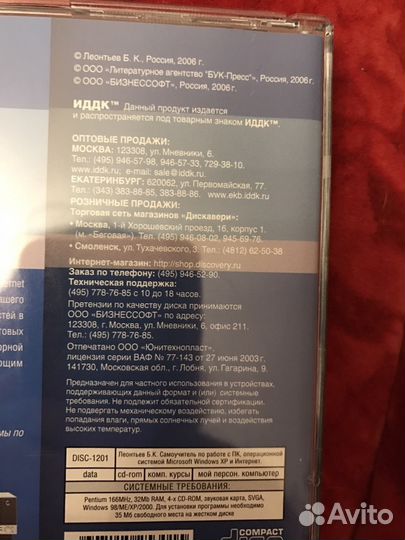 © Леонтьев Б. К., Россия, 2006 г.
© ООО «Литературное агентство "БУК-Пресс"», Россия, 2006 г.
© ООО «БИЗНЕССОФТ», Россия, 2006 г.
ИДДК™ Данный продукт издается
и распространяется под товарным знаком ИДДК™.
ОПТОВЫЕ ПРОДАЖИ:
МОСКВА: 123308, ул. Мневники, 6.
Тел.: (495) 946-57-98, 946-57-33, 729-38-10.
www.iddk.ru; e-mail: sale@iddk.ru.
ЕКАТЕРИНБУРГ: 620062, ул. Первомайская, 77.
Тел.: (343) 383-88-85, 383-88-86. www.ekb.iddk.ru.
РОЗНИЧНЫЕ ПРОДАЖИ:
Торговая сеть магазинов «Дискавери»:
• Москва, 1-й Хорошевский проезд, 16, корпус 1.
(м. «Беговая»). Тел.: (495) 946-08-02, 945-69-76.
• Смоленск, ул. Тухачевского, 3. Тел.: (4812) 62-50-38
Интернет-магазин: http://shop.discovery.ru
Заказ по телефону: (495) 946-52-90.
Техническая поддержка:
(495) 778-76-85 с 10 до 18 часов.
Претензии по качеству диска принимаются
ООО «БИЗНЕССОФТ» по адресу:
123308, г. Москва, ул. Мневники, 6, офис 211.
Тел.: (495) 778-76-85.
Отпечатано ООО «Юнитехнопласт»,
лицензия серии ВАФ № 77-143 от 27 июня 2003 г.
141730, Московская обл., г. Лобня, ул. Гагарина, 9.
Предназначен для частного использования в устройствах,
поддерживающих данный формат и (или) системные
требования. Не подлежит обязательной сертификации.
Не подвергать механическому воздействию, избегать
попадания влаги, прямых солнечных лучей и воздействия
высоких температур.
ernet
ашего
стей в
товых
орной
ающим
мы по
DISC-1201 Леонтьев Б.К. Самоучитель по работе с ПК, операционной
системой Microsoft Windows XP и Интернет
data cd-rom комп. курсы мой персон. компьютер
СИСТЕМНЫЕ ТРЕБОВАНИЯ:
Pentium 166MHz, 32Mb RAM, 4-x CD-ROM, звуковая карта, SVGA,
Windows 98/ME/XP/2000. Для установки программы необходимо
35 Мб свободного места на жестком диске
COMPACT
disc
Avito